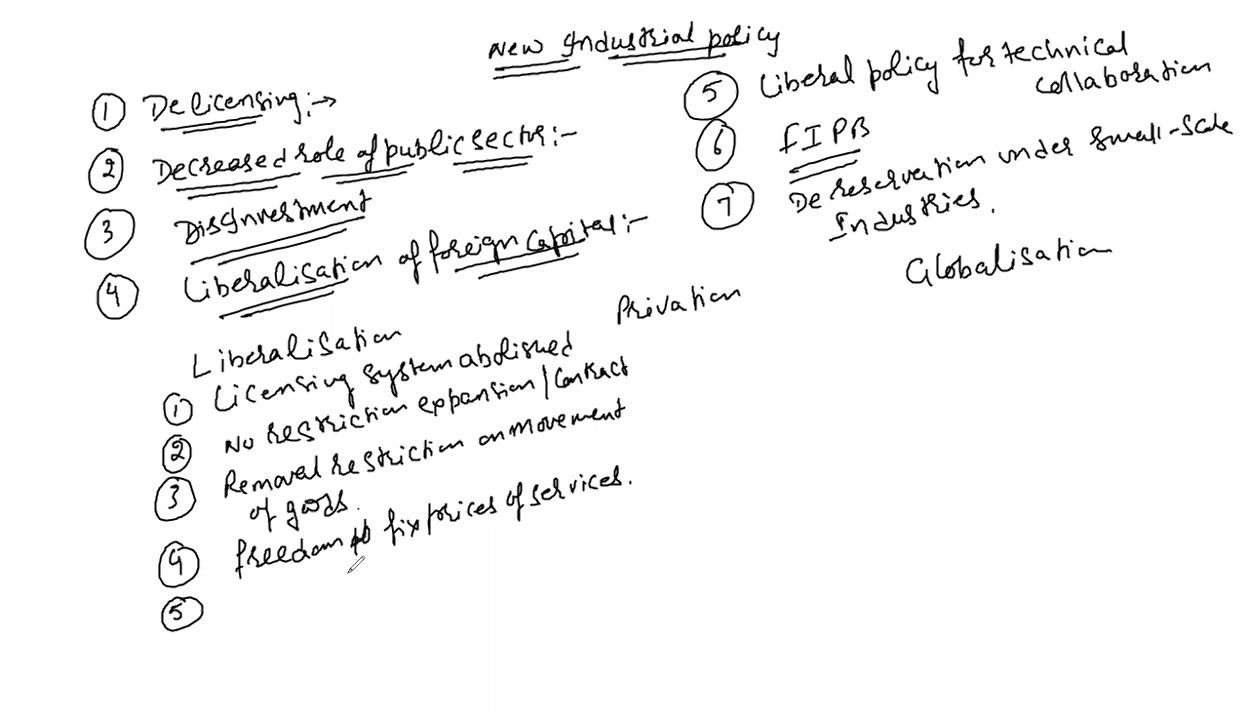 New Industrial policy
① Delicensing:→
② Decreased role of public sector:-
③ Disinvestment
④ Liberalisation of foreign capital:-
⑤ Liberal policy for technical
collaboration
⑥ FIPB
⑦ Dereservation under small-scale
Industries.
Liberalisation
① Licensing system abolished
② No restriction expansion/Contract
③ Removal restriction on movement
of goods.
④ freedom to fix prices of services.
⑤
Privation
Globalisation